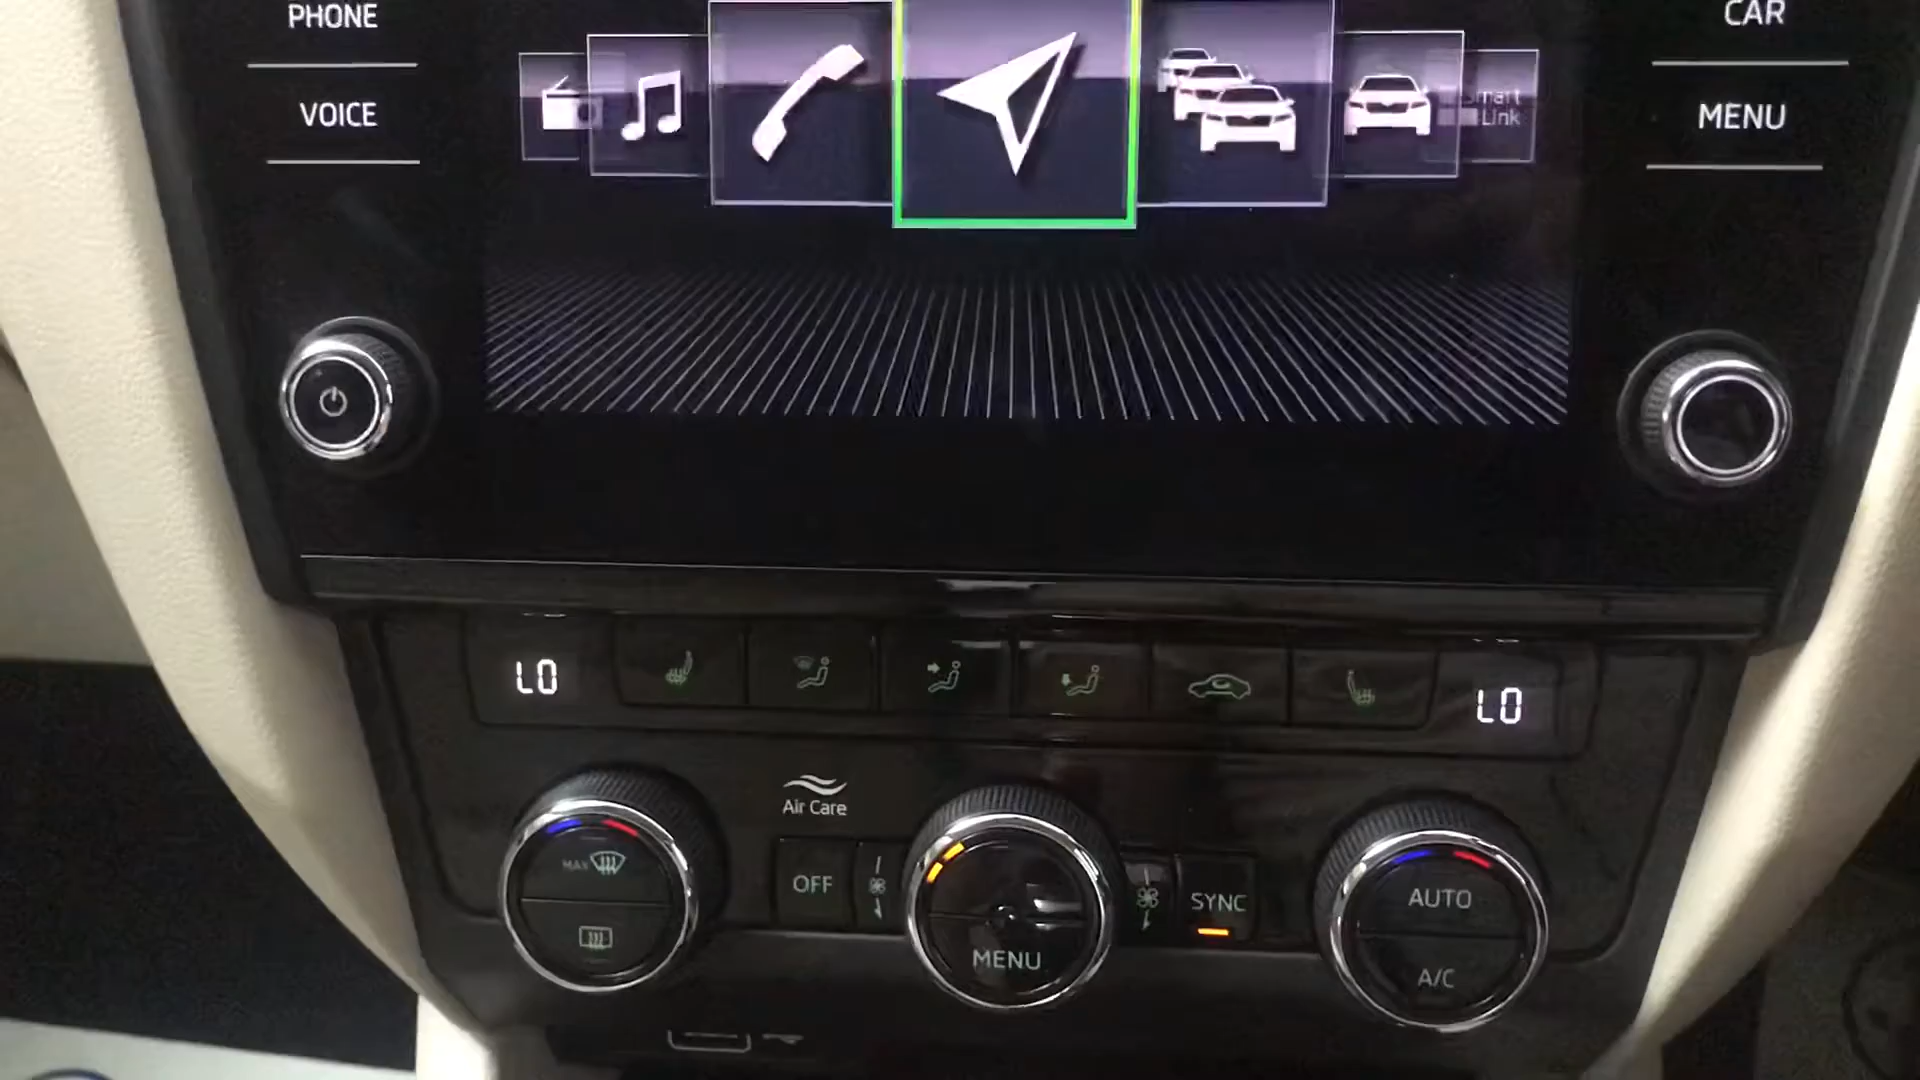 PHONE
CAR
VOICE
MENU
Smart
Link
LO
LO
Air Care
MAX
OFF
SYNC
AUTO
MENU
A/C